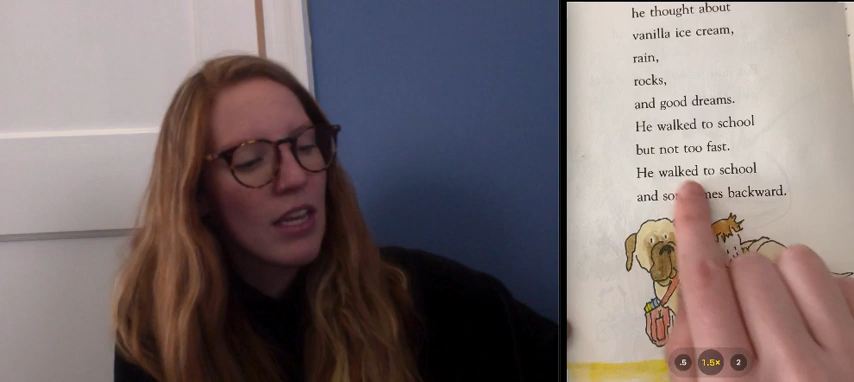 he thought about
vanilla ice cream,
rain,
rocks,
and good dreams.
He walked to school
but not too fast.
He walked to school
and backward.
.5 1.5× 2